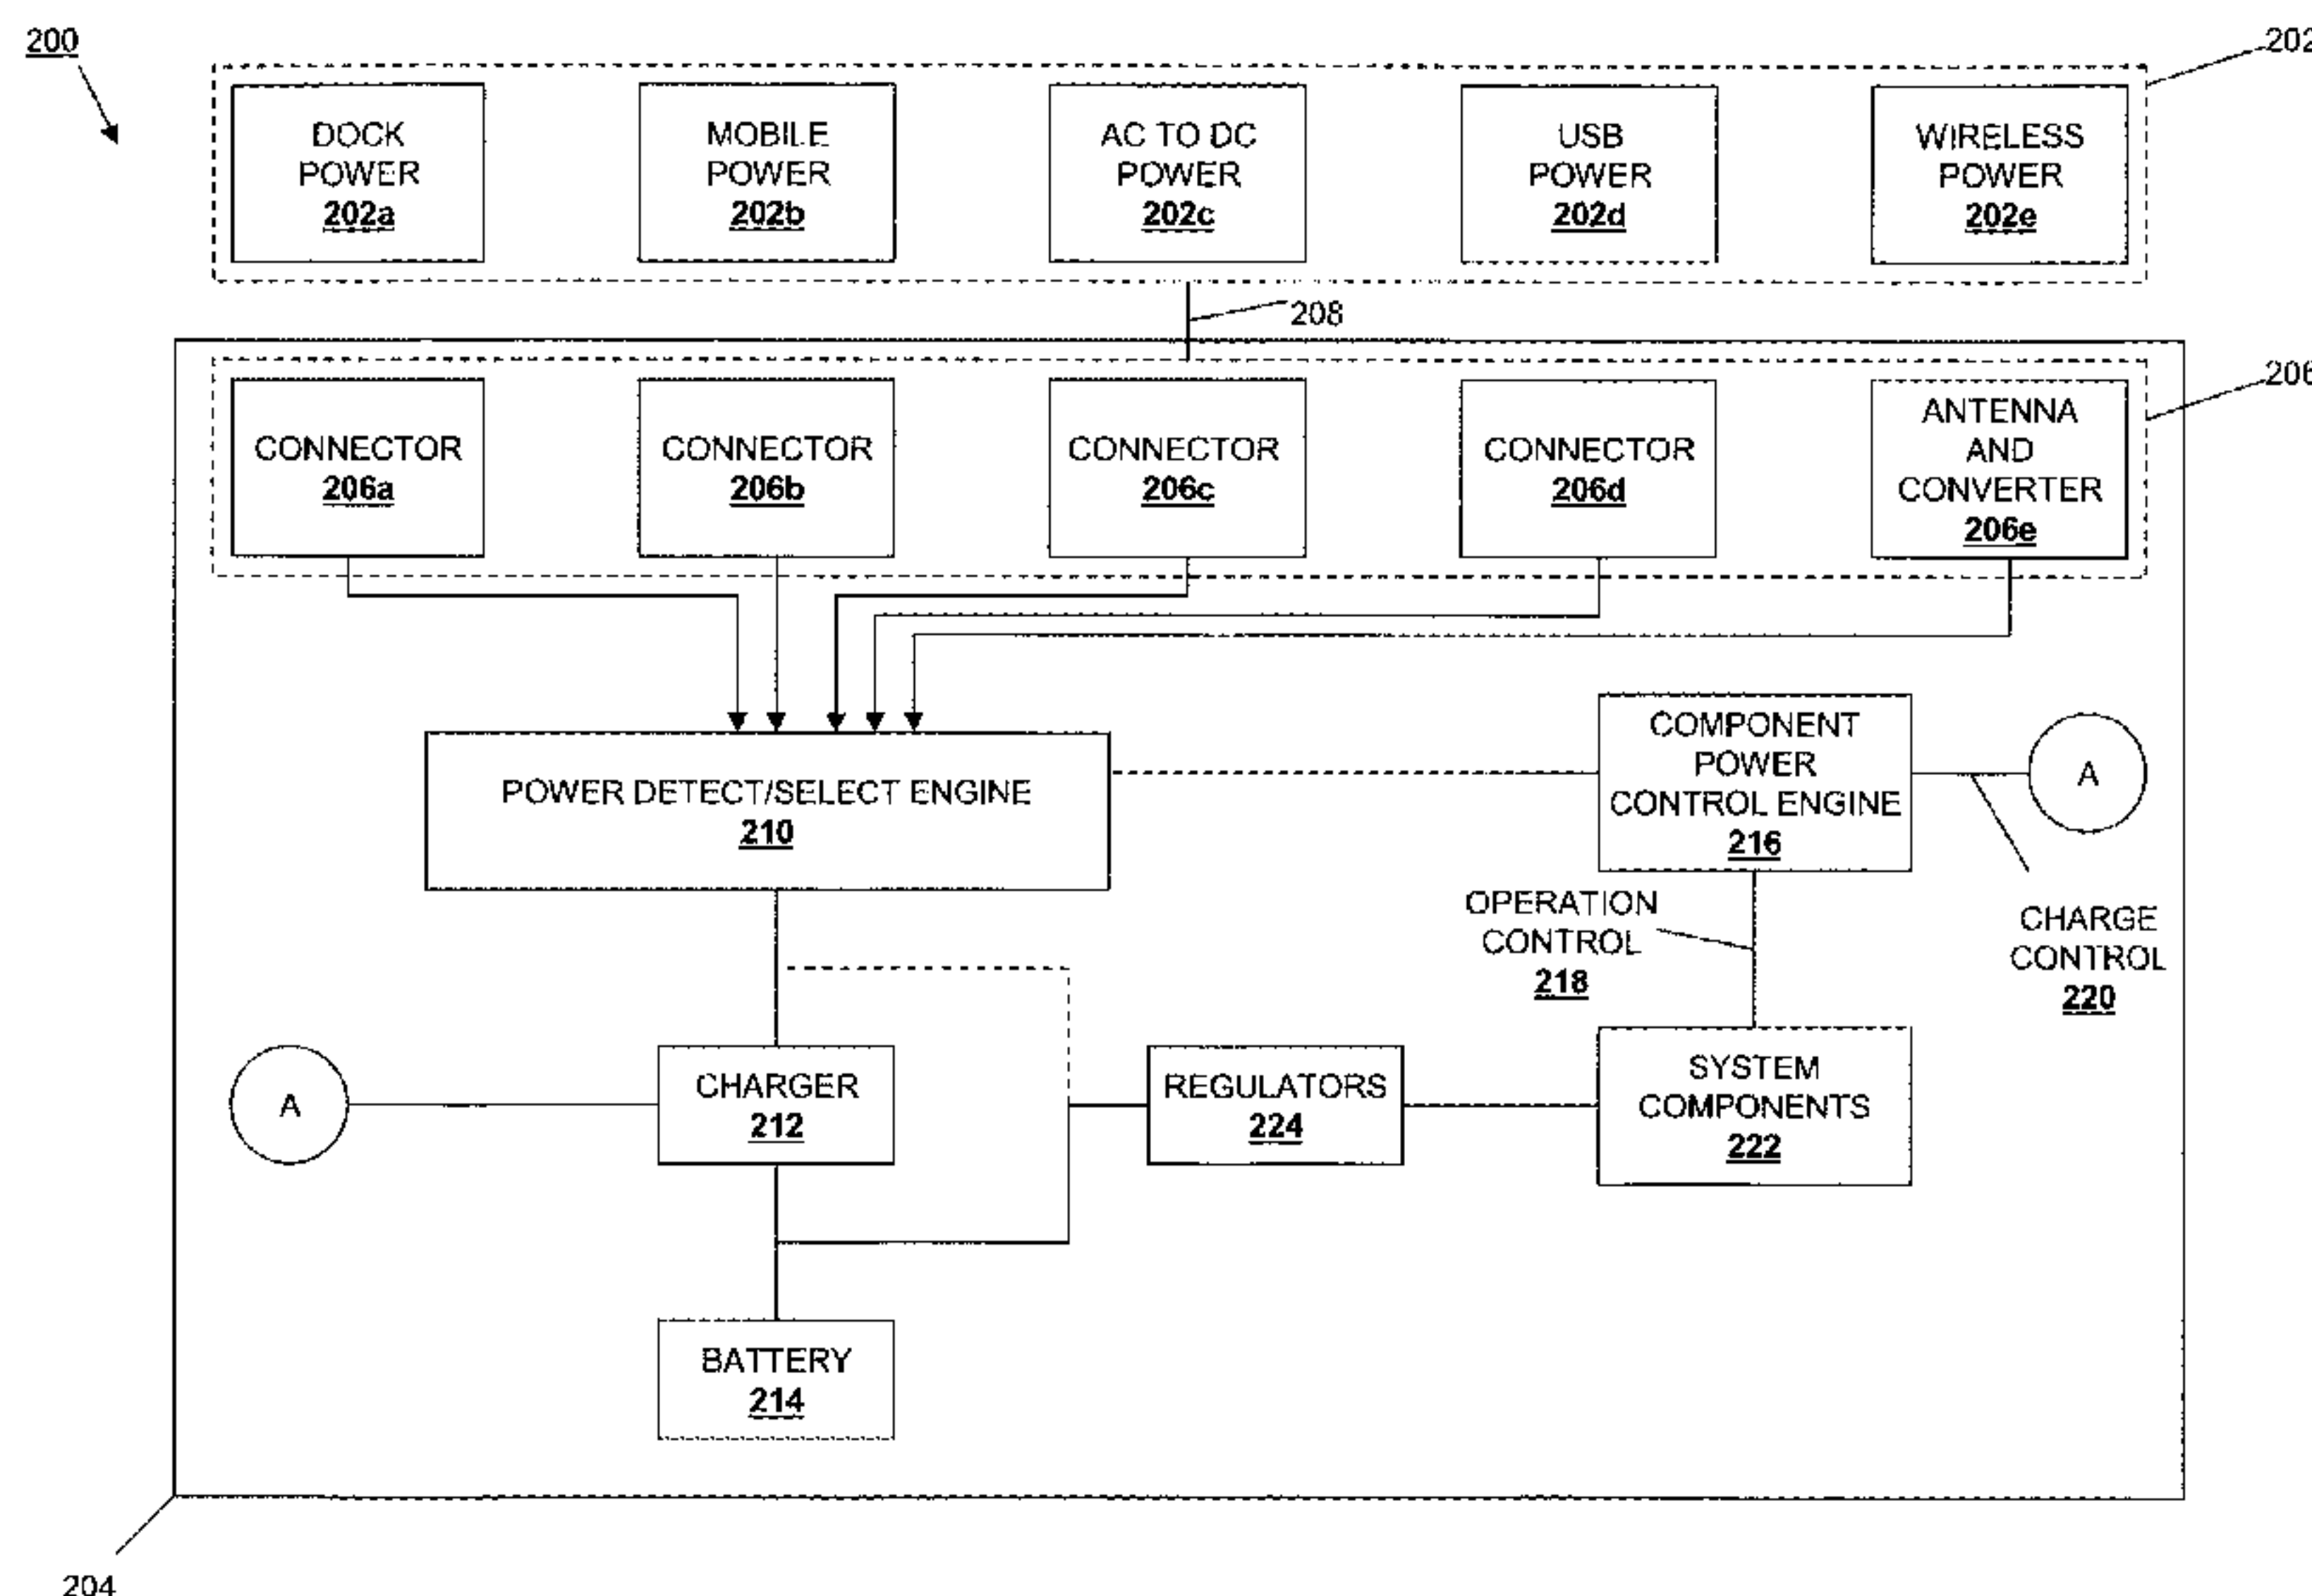 200
202
DOCK
POWER
202a
MOBILE
POWER
202b
AC TO DC
POWER
202c
USB
POWER
202d
WIRELESS
POWER
202e
208
206
CONNECTOR
206a
CONNECTOR
206b
CONNECTOR
206c
CONNECTOR
206d
ANTENNA
AND
CONVERTER
206e
POWER DETECT/SELECT ENGINE
210
COMPONENT
POWER
CONTROL ENGINE
216
A
OPERATION
CONTROL
218
CHARGE
CONTROL
220
A
CHARGER
212
REGULATORS
224
SYSTEM
COMPONENTS
222
BATTERY
214
204